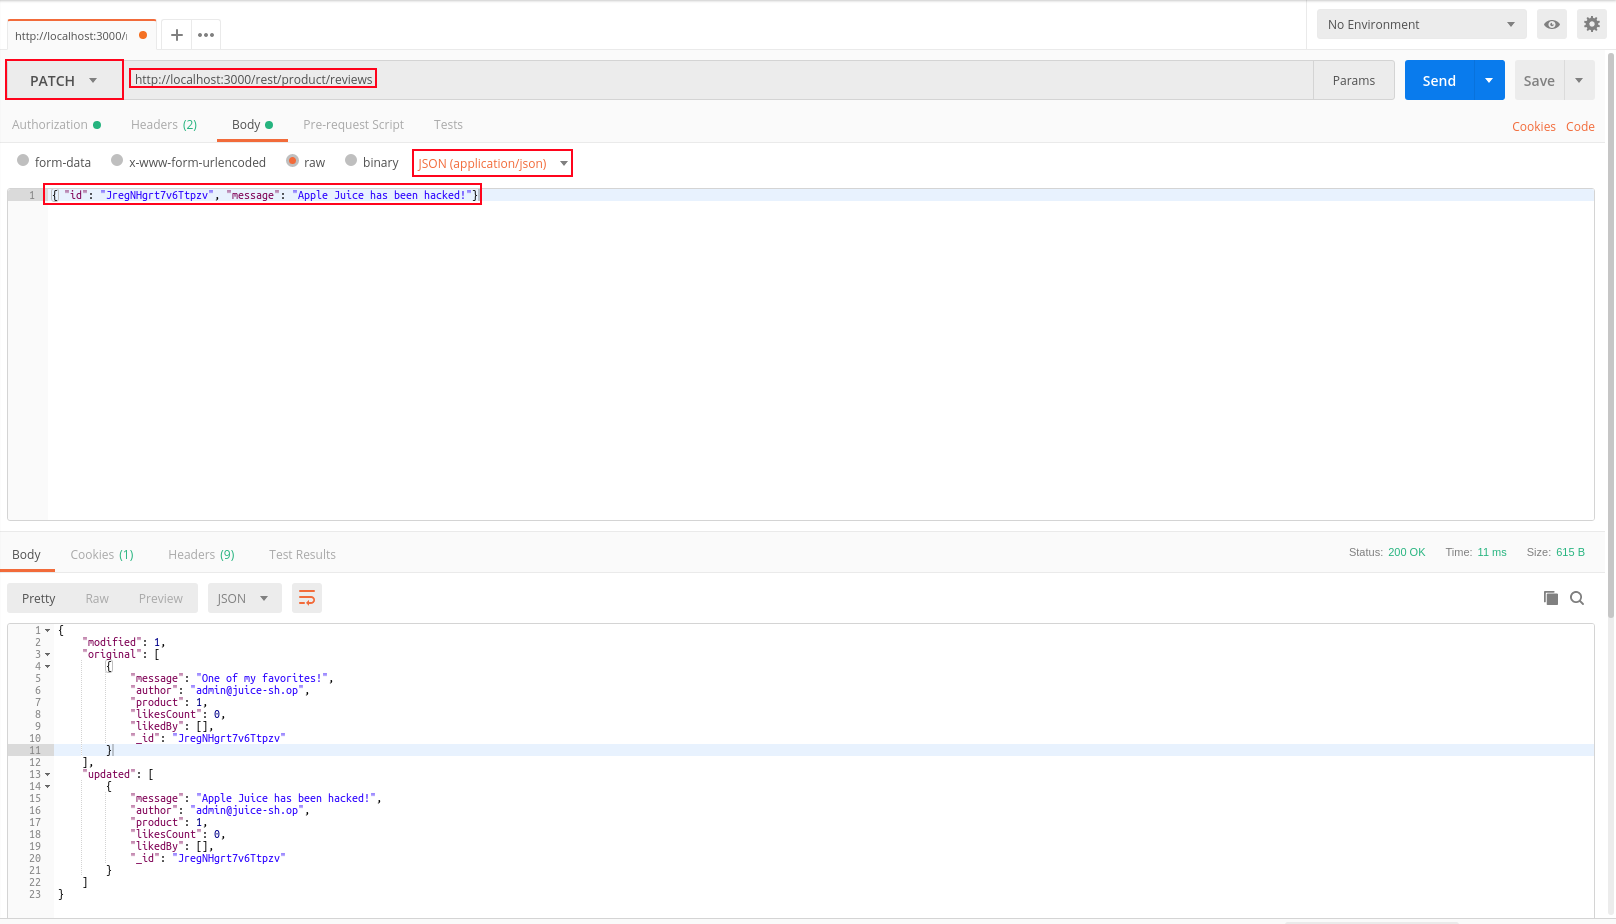 http://localhost:3000/
No Environment
PATCH
http://localhost:3000/rest/product/reviews
Params
Send
Save
Authorization
Headers (2)
Body
Pre-request Script
Tests
Cookies
Code
form-data
x-www-form-urlencoded
raw
binary
JSON (application/json)
1 { "id": "JregNHgrt7v6Ttpzv", "message": "Apple Juice has been hacked!"}
Body
Cookies (1)
Headers (9)
Test Results
Status: 200 OK
Time: 11 ms
Size: 615 B
Pretty
Raw
Preview
JSON
1 {
2 "modified": 1,
3 "original": [
4 {
5 "message": "One of my favorites!",
6 "author": "admin@juice-sh.op",
7 "product": 1,
8 "likesCount": 0,
9 "likedBy": [],
10 "_id": "JregNHgrt7v6Ttpzv"
11 }
12 ],
13 "updated": [
14 {
15 "message": "Apple Juice has been hacked!",
16 "author": "admin@juice-sh.op",
17 "product": 1,
18 "likesCount": 0,
19 "likedBy": [],
20 "_id": "JregNHgrt7v6Ttpzv"
21 }
22 ]
23 }